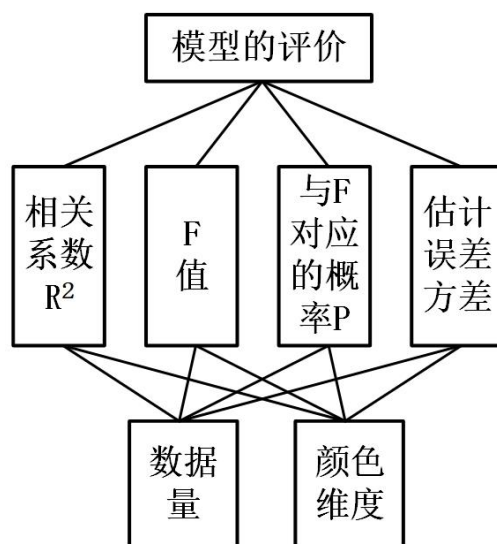 模型的评价
相关
系数
R²
F
值
与F
对应
的概
率P
估计
误差
方差
数据
量
颜色
维度